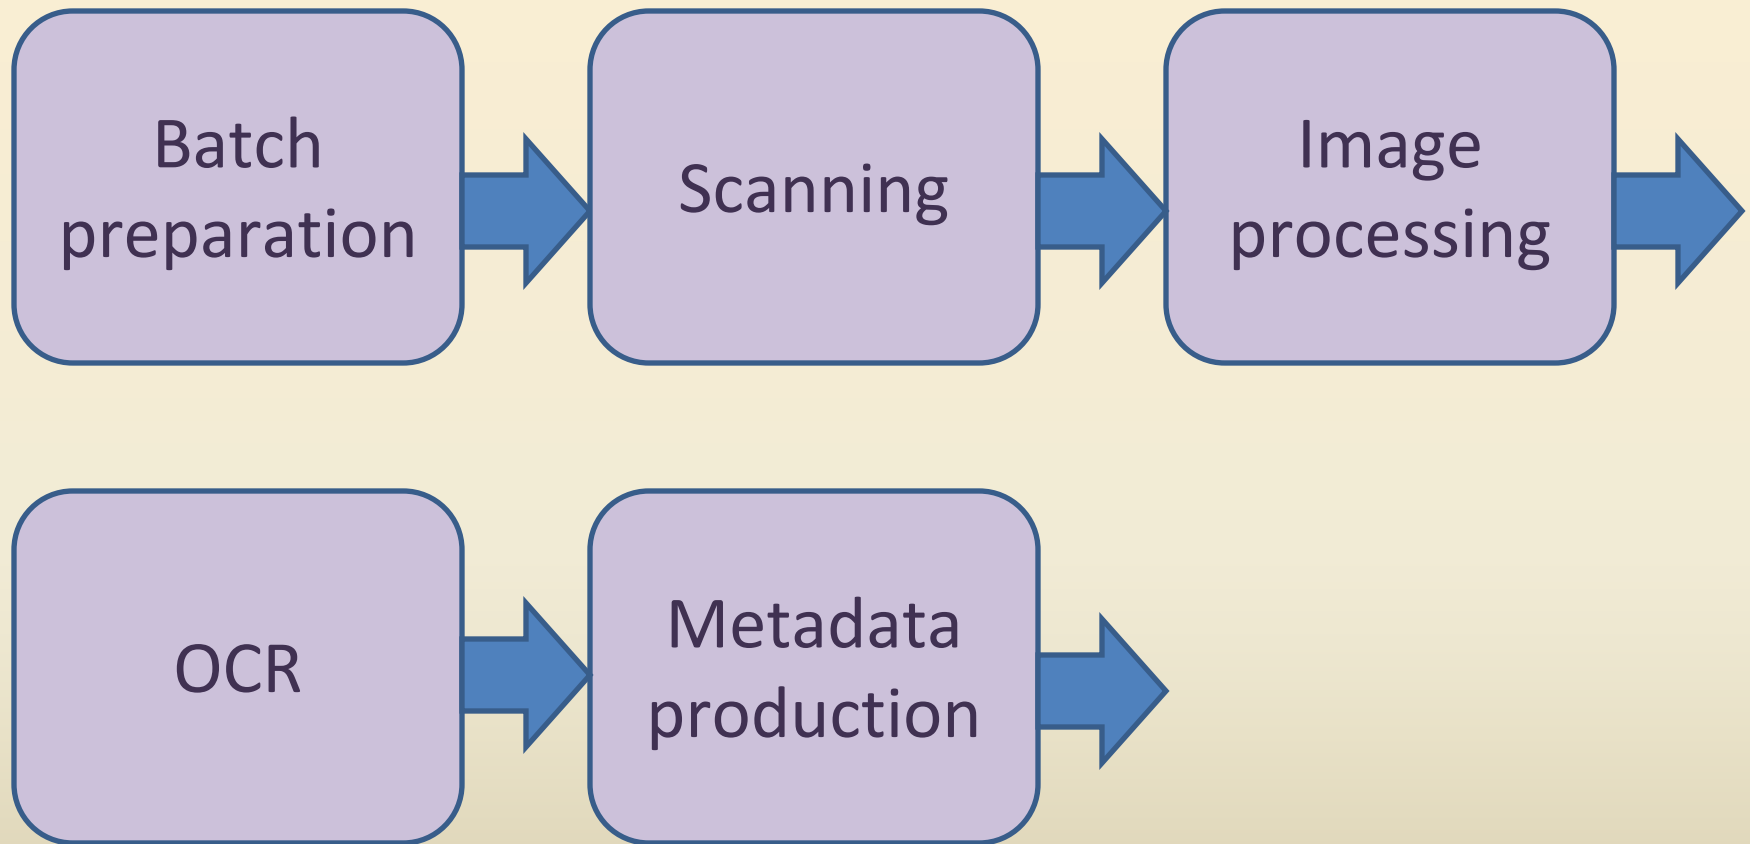 Batch
preparation
Scanning
Image
processing
OCR
Metadata
production